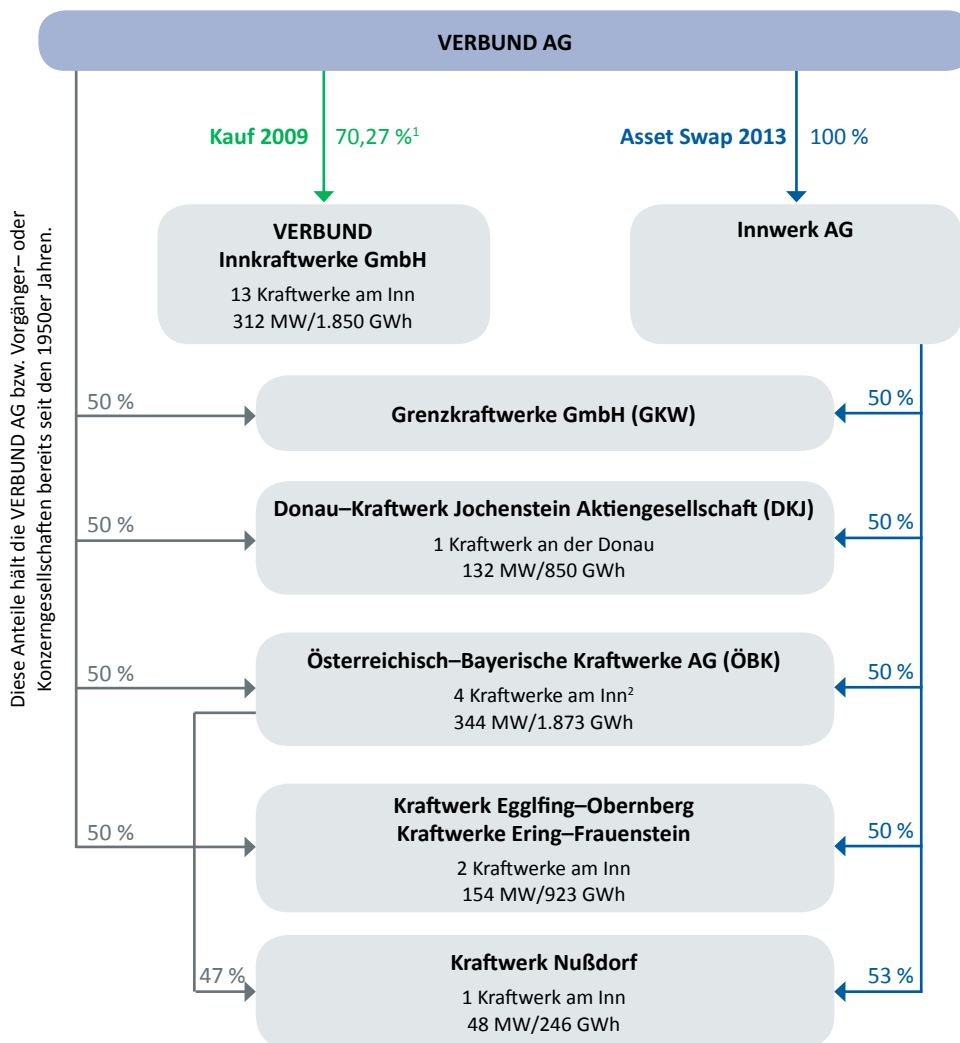 VERBUND AG
Kauf 2009 70,27 %¹
Asset Swap 2013 100 %
Diese Anteile hält die VERBUND AG bzw. Vorgänger– oder
Konzerngesellschaften bereits seit den 1950er Jahren.
VERBUND
Innkraftwerke GmbH
13 Kraftwerke am Inn
312 MW/1.850 GWh
Innwerk AG
50 %
Grenzkraftwerke GmbH (GKW)
50 %
50 %
Donau–Kraftwerk Jochenstein Aktiengesellschaft (DKJ)
1 Kraftwerk an der Donau
132 MW/850 GWh
50 %
50 %
Österreichisch–Bayerische Kraftwerke AG (ÖBK)
4 Kraftwerke am Inn²
344 MW/1.873 GWh
50 %
50 %
Kraftwerk Egglfing–Obernberg
Kraftwerke Ering–Frauenstein
2 Kraftwerke am Inn
154 MW/923 GWh
50 %
47 %
Kraftwerk Nußdorf
1 Kraftwerk am Inn
48 MW/246 GWh
53 %